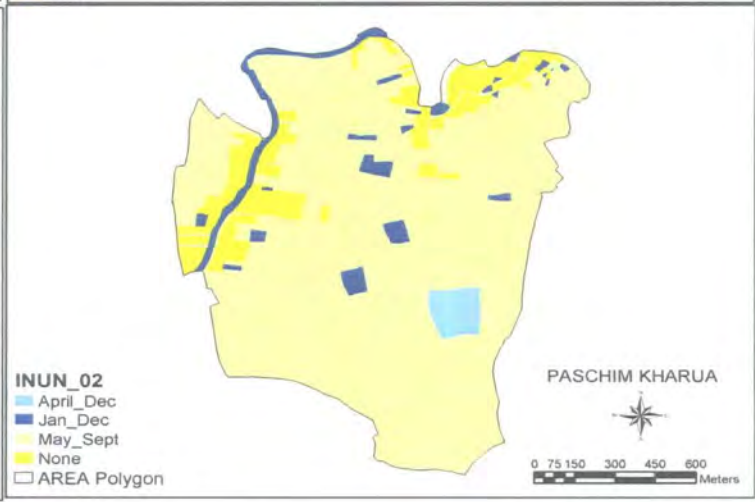 INUN_02
April_Dec
Jan_Dec
May_Sept
None
AREA Polygon
PASCHIM KHARUA
0 75 150 300 450 600
Meters